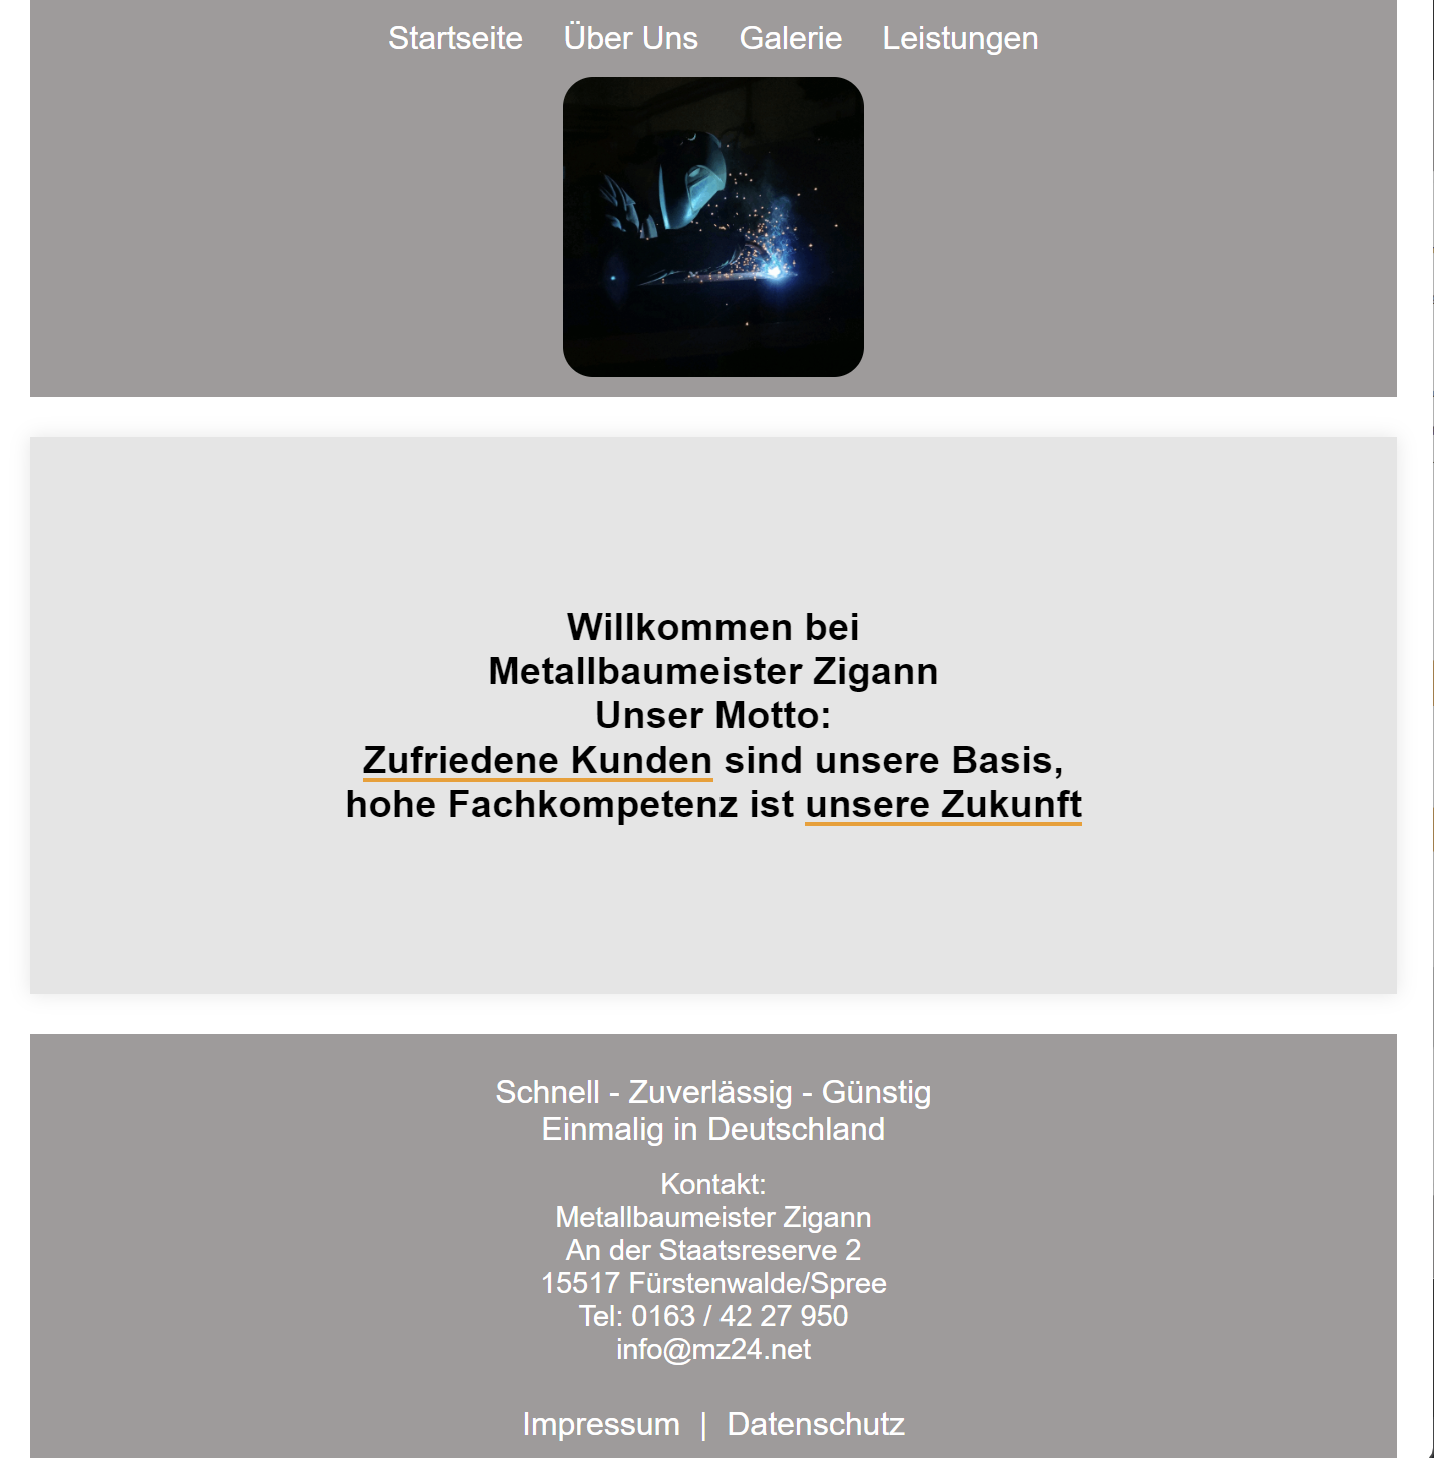 Startseite Über Uns Galerie Leistungen
Willkommen bei
Metallbaumeister Zigann
Unser Motto:
Zufriedene Kunden sind unsere Basis,
hohe Fachkompetenz ist unsere Zukunft
Schnell - Zuverlässig - Günstig
Einmalig in Deutschland
Kontakt:
Metallbaumeister Zigann
An der Staatsreserve 2
15517 Fürstenwalde/Spree
Tel: 0163 / 42 27 950
info@mz24.net
Impressum | Datenschutz